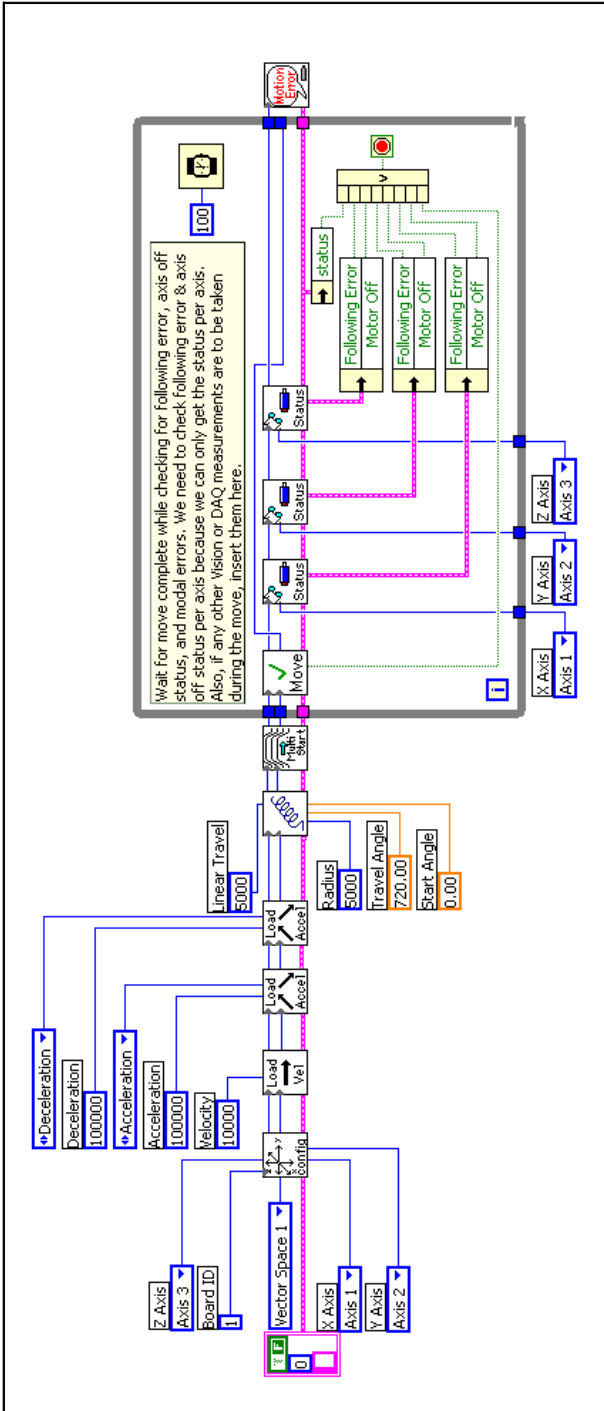 Z Axis
Axis 3
Board ID
1
Vector Space 1
F
0
X Axis
Axis 1
Y Axis
Axis 2
Config
Deceleration
Deceleration
100000
Acceleration
Acceleration
100000
Velocity
10000
Load
Vel
Load
Accel
Load
Accel
Linear Travel
5000
Radius
5000
Travel Angle
720.00
Start Angle
0.00
Multi
Start
Move
Wait for move complete while checking for following error, axis off
status, and modal errors. We need to check following error & axis
off status per axis because we can only get the status per axis.
Also, if any other Vision or DAQ measurements are to be taken
during the move, insert them here.
100
Status
Status
Status
status
Following Error
Motor Off
Following Error
Motor Off
Following Error
Motor Off
i
X Axis
Axis 1
Y Axis
Axis 2
Z Axis
Axis 3
Motion
Error